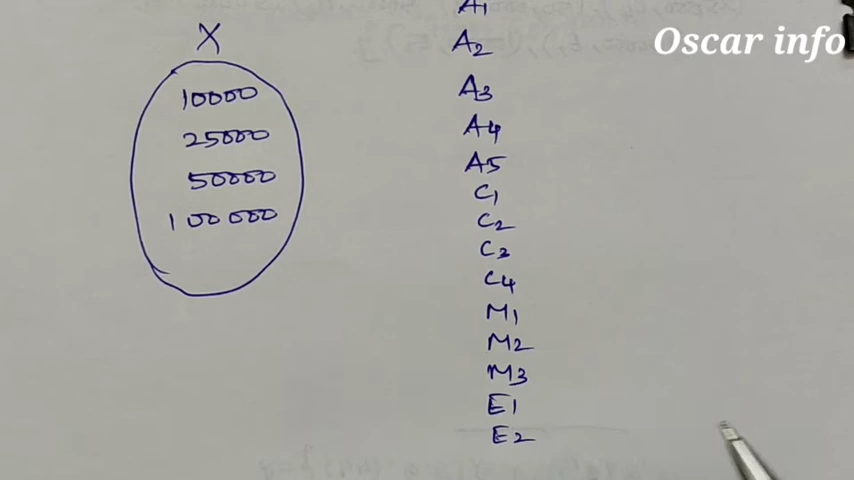 X
10000
25000
50000
100000
A1
A2
A3
A4
A5
C1
C2
C3
C4
M1
M2
M3
E1
E2
Oscar info